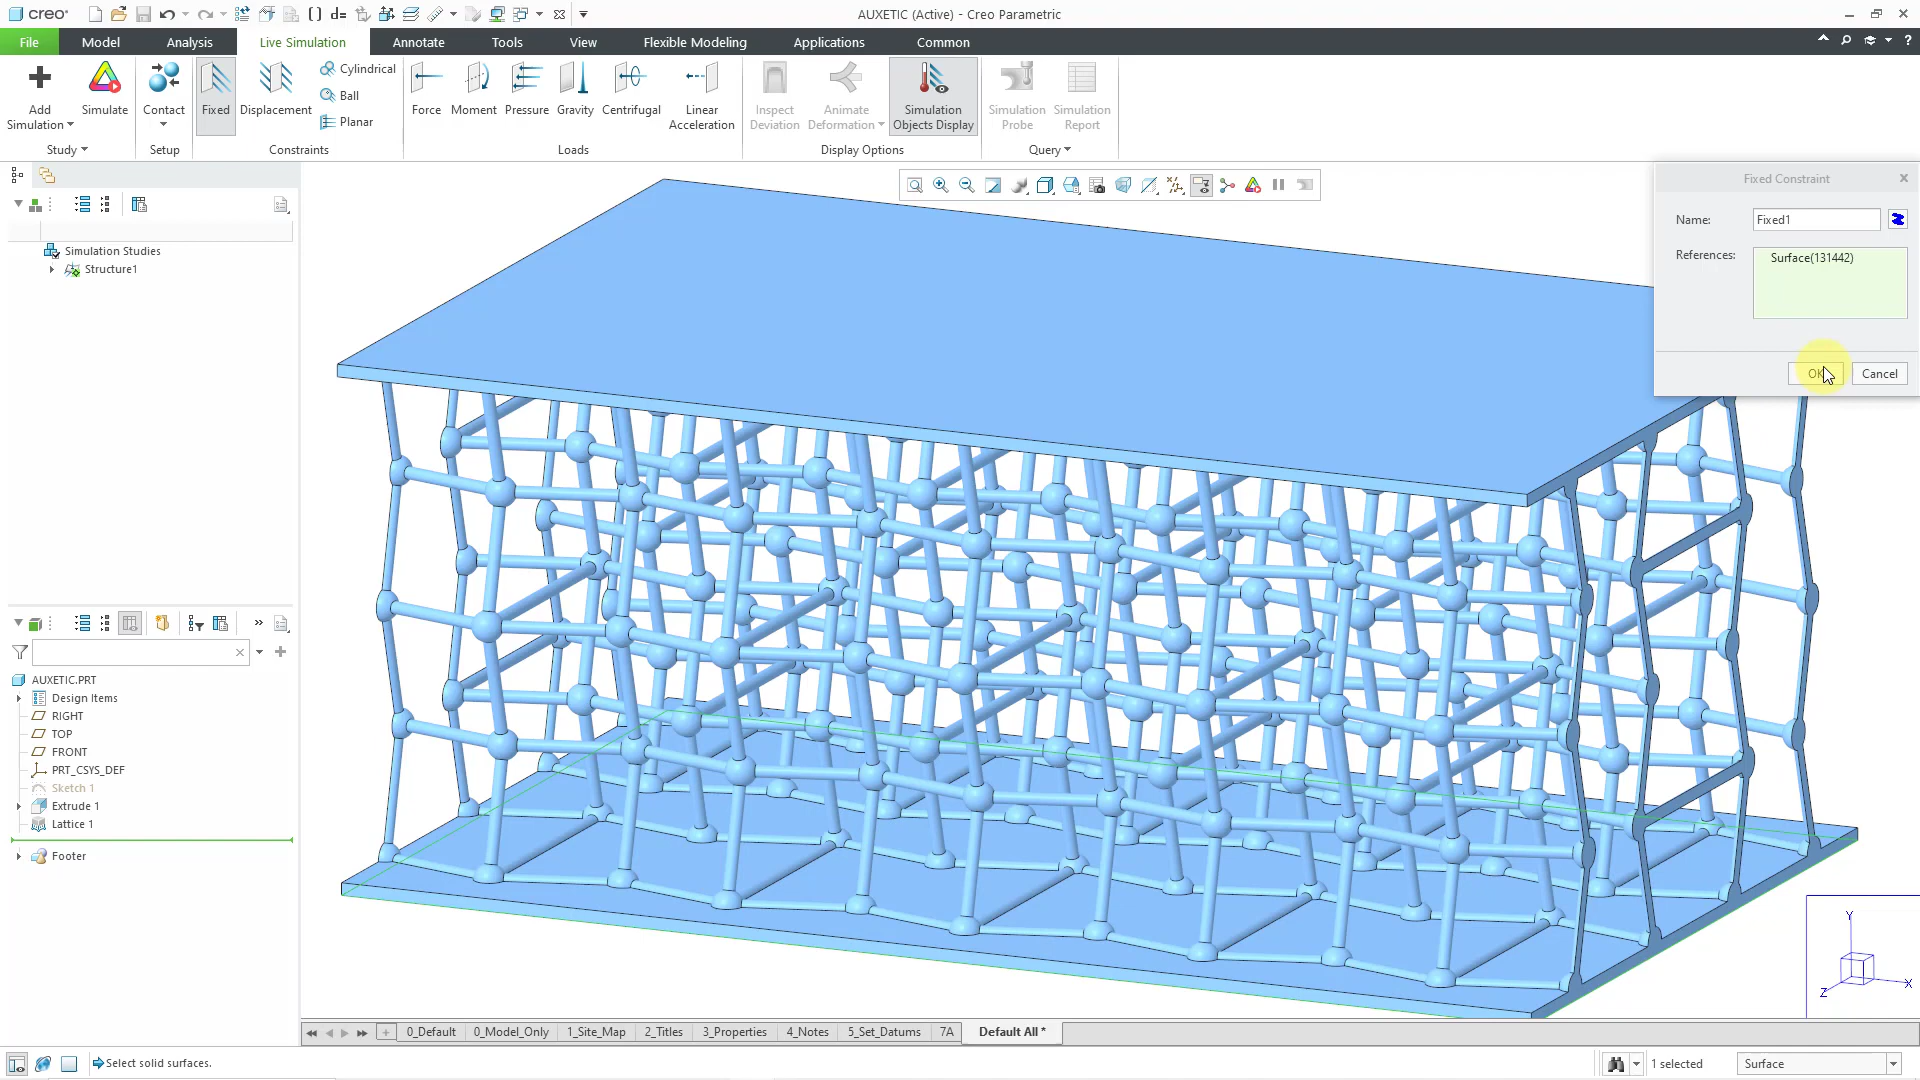 creo
d=
AUXETIC (Active) - Creo Parametric
File
Model
Analysis
Live Simulation
Annotate
Tools
View
Flexible Modeling
Applications
Common
Add
Simulation
Simulate
Contact
Fixed
Displacement
Cylindrical
Ball
Planar
Force
Moment
Pressure
Gravity
Centrifugal
Linear
Acceleration
Inspect
Deviation
Animate
Deformation
Simulation
Objects Display
Simulation
Probe
Simulation
Report
Study
Setup
Constraints
Loads
Display Options
Query
Fixed Constraint
Name:
Fixed1
References:
Surface(131442)
OK
Cancel
Simulation Studies
Structure1
AUXETIC.PRT
Design Items
RIGHT
TOP
FRONT
PRT_CSYS_DEF
Sketch 1
Extrude 1
Lattice 1
Footer
Y
X
Z
0_Default
0_Model_Only
1_Site_Map
2_Titles
3_Properties
4_Notes
5_Set_Datums
7A
Default All *
Select solid surfaces.
1 selected
Surface